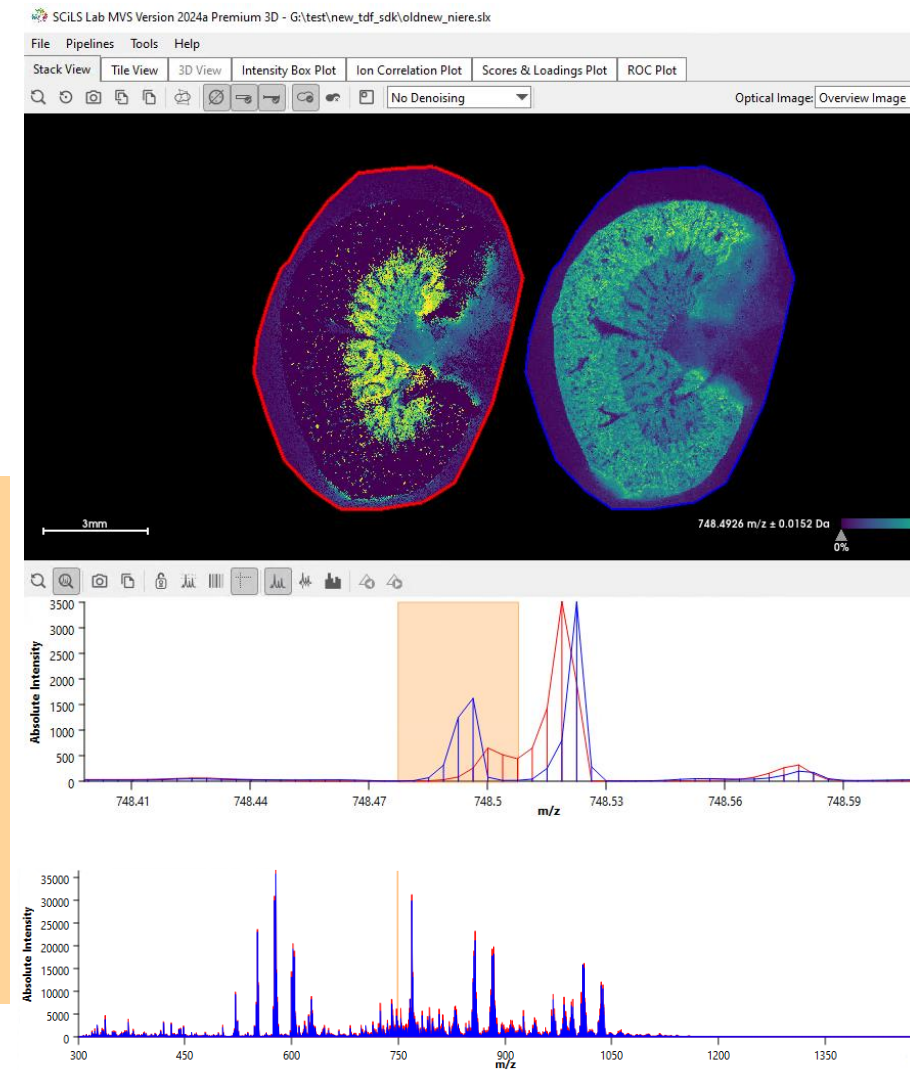 SCiLS Lab MVS Version 2024a Premium 3D - G:\test\new_tdf_sdk\oldnew_niere.slx
File Pipelines Tools Help
Stack View Tile View 3D View Intensity Box Plot Ion Correlation Plot Scores & Loadings Plot ROC Plot
No Denoising Optical Image: Overview Image
3mm
748.4926 m/z ± 0.0152 Da
0%
3500
3000
2500
2000
1500
1000
500
0
Absolute Intensity
748.41 748.44 748.47 748.5 748.53 748.56 748.59
m/z
35000
30000
25000
20000
15000
10000
5000
0
Absolute Intensity
300 450 600 750 900 1050 1200 1350
m/z